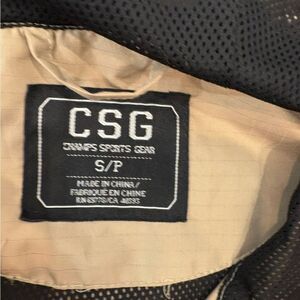 CSG
CHAMPS SPORTS GEAR
S/P
MADE IN CHINA/
FABRIQUE EN CHINE